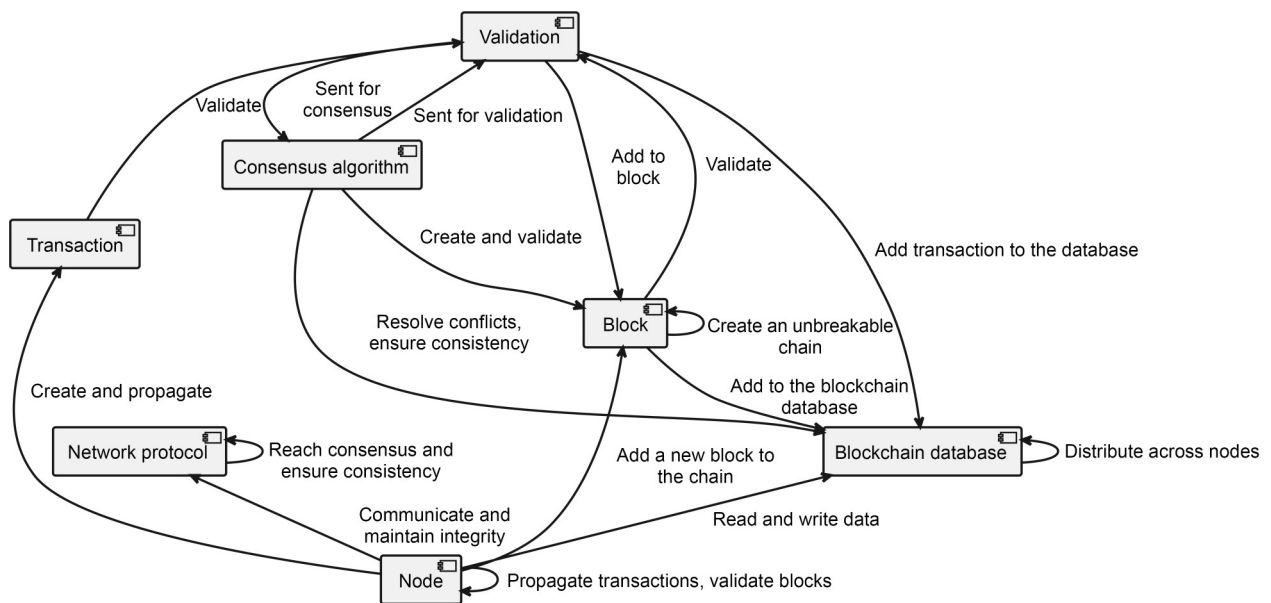 Validation
Validate
Sent for
consensus
Sent for validation
Consensus algorithm
Add to
block
Validate
Transaction
Create and validate
Add transaction to the database
Block
Resolve conflicts,
ensure consistency
Create an unbreakable
chain
Create and propagate
Add to the blockchain
database
Network protocol
Reach consensus and
ensure consistency
Add a new block to
the chain
Blockchain database
Distribute across nodes
Communicate and
maintain integrity
Read and write data
Node
Propagate transactions, validate blocks